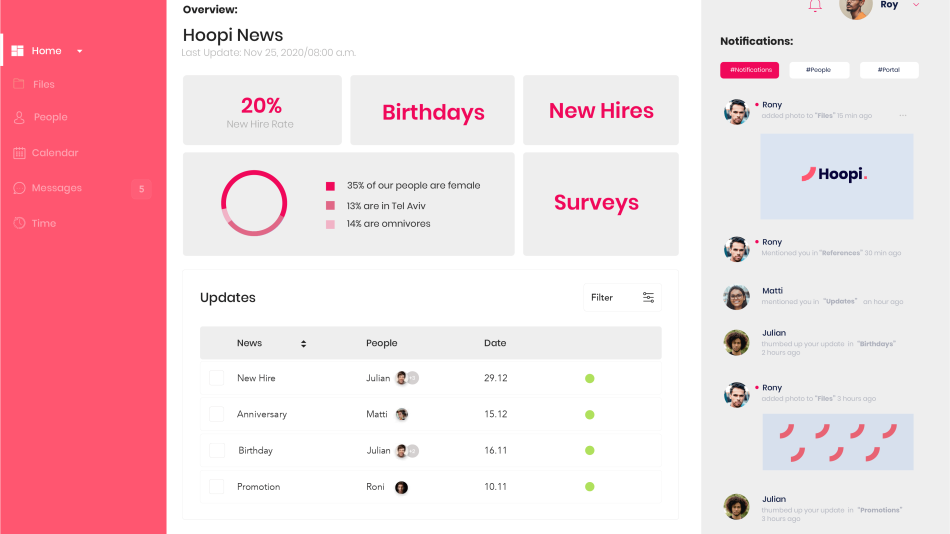 Home
Files
People
Calendar
Messages
5
Time
Overview:
Hoopi News
Last Update: Nov 25, 2020/08:00 a.m.
20%
New Hire Rate
Birthdays
New Hires
35% of our people are female
13% are in Tel Aviv
14% are omnivores
Surveys
Updates
Filter
News People Date
New Hire Julian +3 29.12
Anniversary Matti 15.12
Birthday Julian +3 16.11
Promotion Roni 10.11
Roy
Notifications:
#Notifications #People #Portal
Rony
added photo to "Files" 15 min ago
Hoopi.
Rony
Mentioned you in "References" 30 min ago
Matti
mentioned you in "Updates" an hour ago
Julian
thumbed up your update in "Birthdays"
2 hours ago
Rony
added photo to "Files" 3 hours ago
Julian
thumbed up your update in "Promotions"
3 hours ago